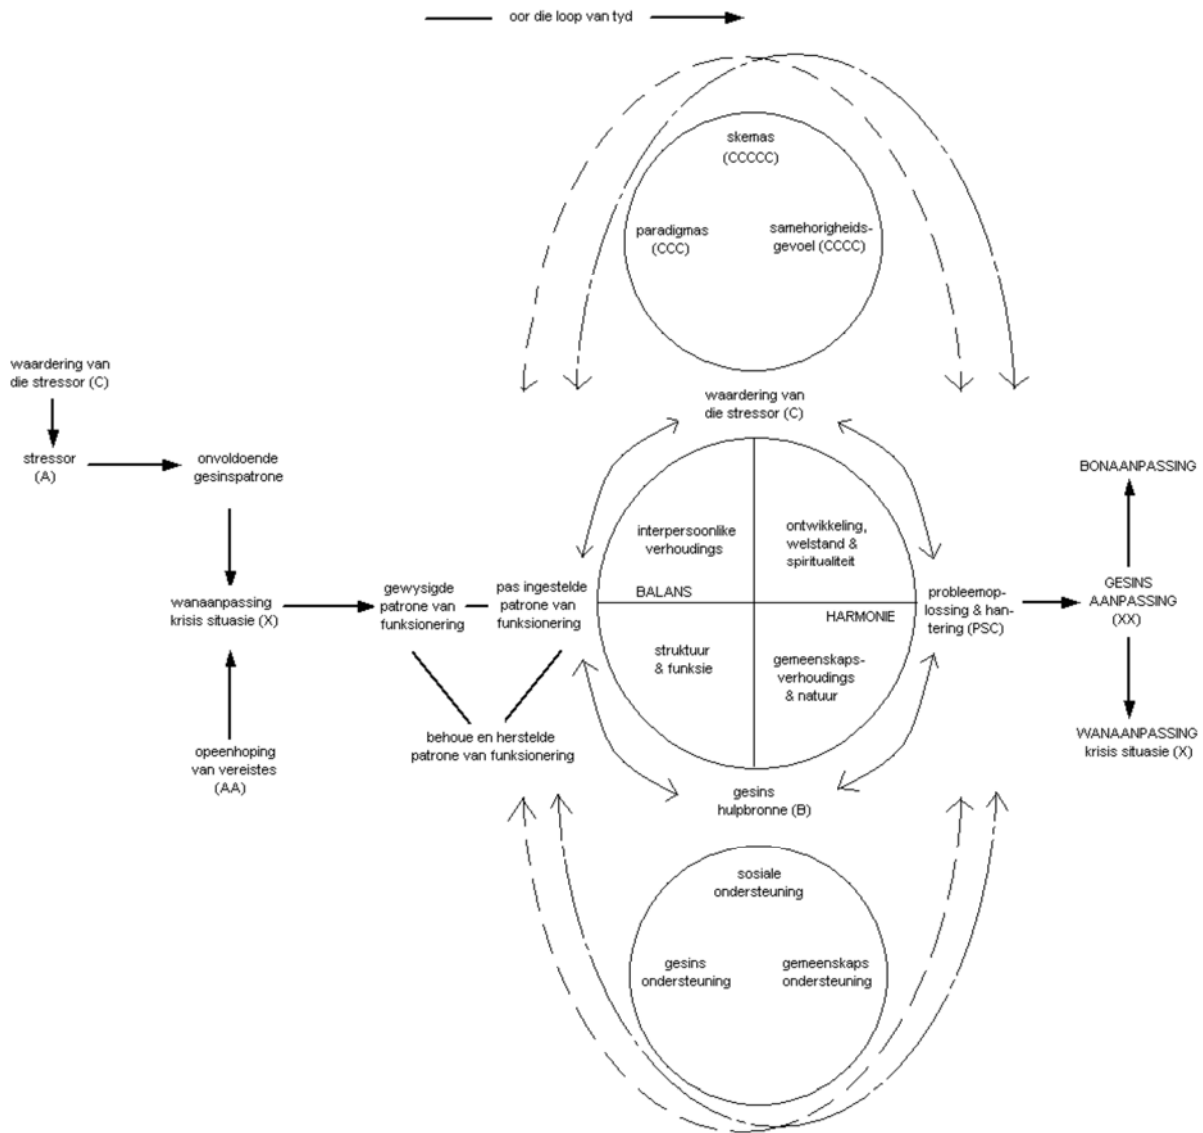 oor die loop van tyd
skemas
(CCCCC)
paradigmas
(CCC)
samehorigheids-
gevoel (CCCC)
waardering van
die stressor (C)
stressor
(A)
onvoldoende
gesinspatrone
wanaanpassing
krisis situasie (X)
opeenhoping
van vereistes
(AA)
gewysigde
patrone van
funksionering
pas ingestelde
patrone van
funksionering
behoue en herstelde
patrone van funksionering
waardering van
die stressor (C)
interpersoonlike
verhoudings
ontwikkeling,
welstand &
spiritualiteit
BALANS
HARMONIE
struktuur
& funksie
gemeenskaps-
verhoudings
& natuur
gesins
hulpbronne (B)
sosiale
ondersteuning
gesins
ondersteuning
gemeenskaps
ondersteuning
probleemop-
lossing & han-
tering (PSC)
BONAANPASSING
GESINS
AANPASSING
(XX)
WANAANPASSING
krisis situasie (X)